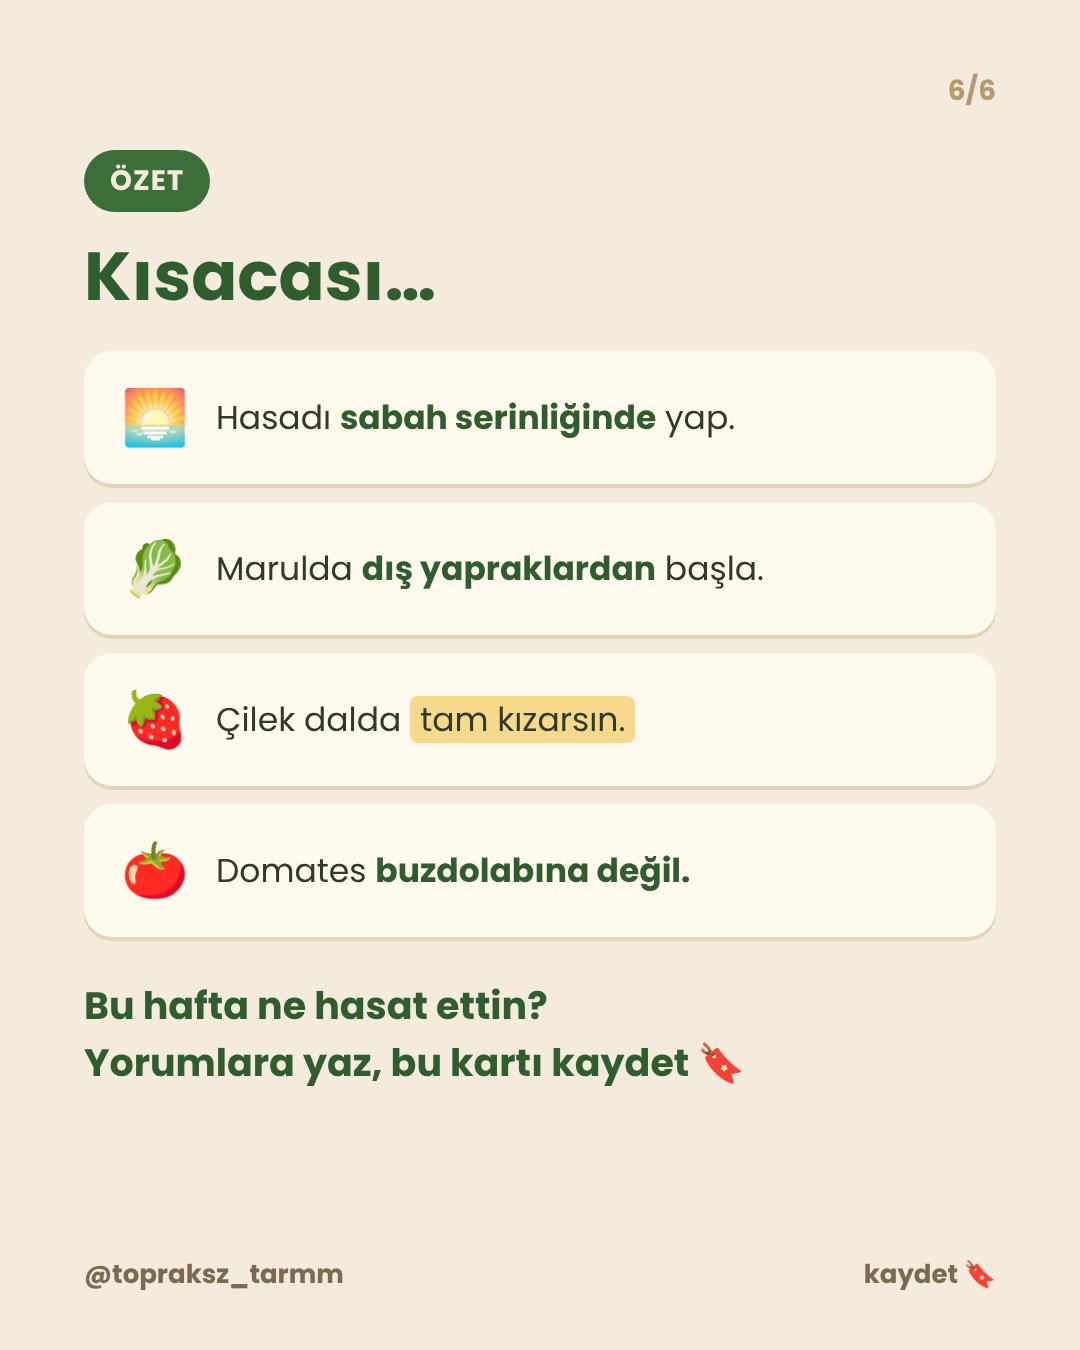 6/6
ÖZET
Kısacası...
Hasadı sabah serinliğinde yap.
Marulda dış yapraklardan başla.
Çilek dalda tam kızarsın.
Domates buzdolabına değil.
Bu hafta ne hasat ettin?
Yorumlara yaz, bu kartı kaydet
@topraksz_tarmm
kaydet